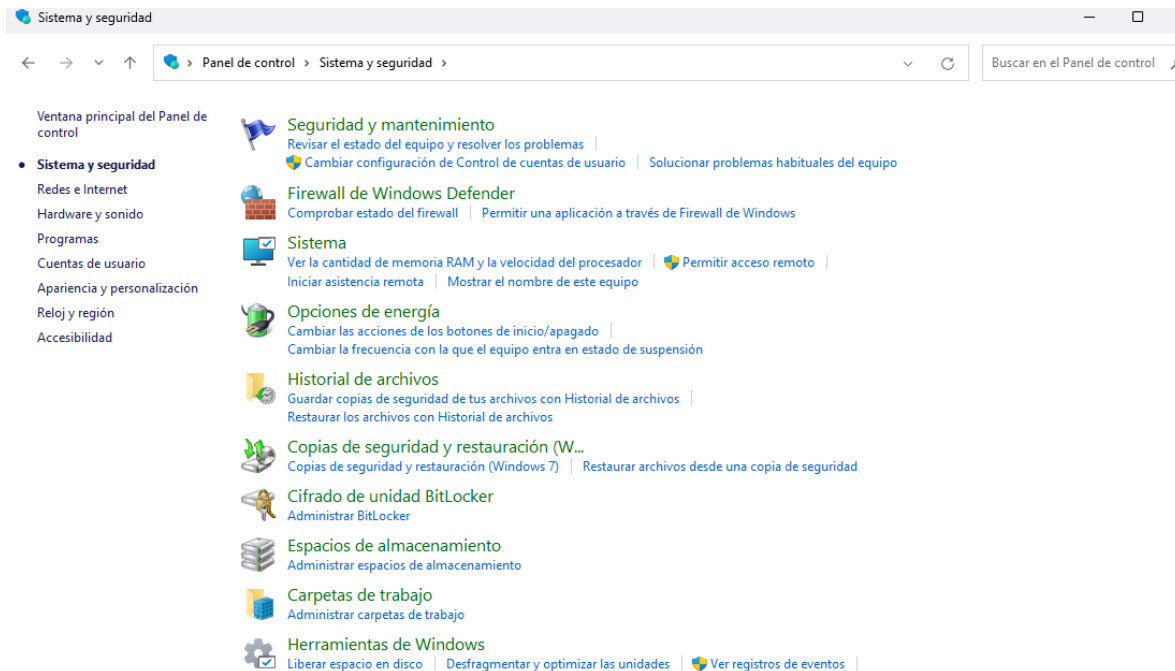 Sistema y seguridad
Panel de control > Sistema y seguridad >
Buscar en el Panel de control
Ventana principal del Panel de
control
Sistema y seguridad
Redes e Internet
Hardware y sonido
Programas
Cuentas de usuario
Apariencia y personalización
Reloj y región
Accesibilidad
Seguridad y mantenimiento
Revisar el estado del equipo y resolver los problemas
Cambiar configuración de Control de cuentas de usuario | Solucionar problemas habituales del equipo
Firewall de Windows Defender
Comprobar estado del firewall | Permitir una aplicación a través de Firewall de Windows
Sistema
Ver la cantidad de memoria RAM y la velocidad del procesador | Permitir acceso remoto
Iniciar asistencia remota | Mostrar el nombre de este equipo
Opciones de energía
Cambiar las acciones de los botones de inicio/apagado
Cambiar la frecuencia con la que el equipo entra en estado de suspensión
Historial de archivos
Guardar copias de seguridad de tus archivos con Historial de archivos
Restaurar los archivos con Historial de archivos
Copias de seguridad y restauración (W...
Copias de seguridad y restauración (Windows 7) | Restaurar archivos desde una copia de seguridad
Cifrado de unidad BitLocker
Administrar BitLocker
Espacios de almacenamiento
Administrar espacios de almacenamiento
Carpetas de trabajo
Administrar carpetas de trabajo
Herramientas de Windows
Liberar espacio en disco | Desfragmentar y optimizar las unidades | Ver registros de eventos